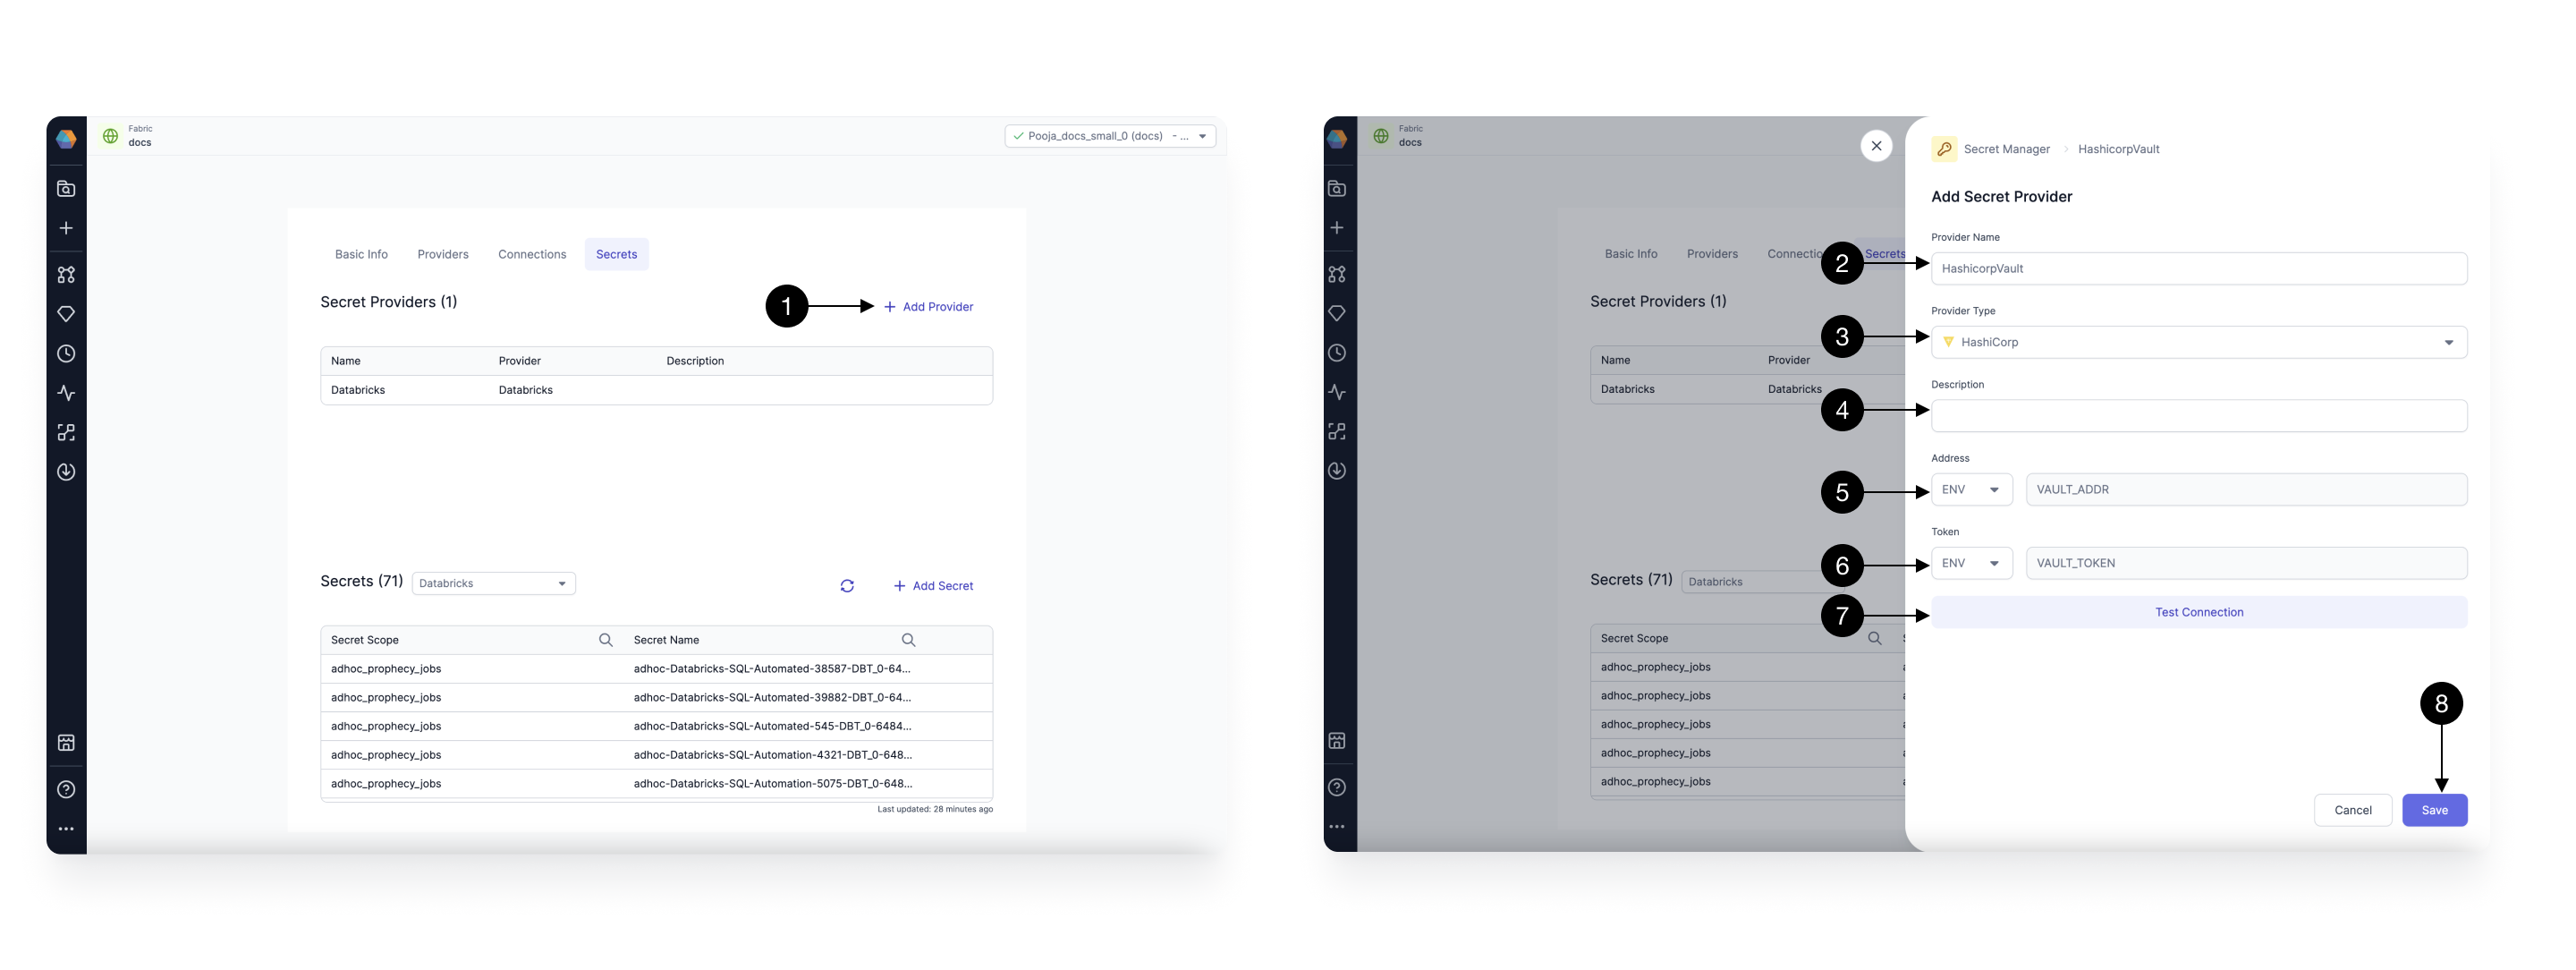 Fabric
docs
Pooja_docs_small_0 (docs) - ...
Basic Info Providers Connections Secrets
Secret Providers (1)
1
+ Add Provider
Name Provider Description
Databricks Databricks
Secrets (71) Databricks
+ Add Secret
Secret Scope Secret Name
adhoc_prophecy_jobs adhoc-Databricks-SQL-Automated-38587-DBT_0-64...
adhoc_prophecy_jobs adhoc-Databricks-SQL-Automated-39882-DBT_0-64...
adhoc_prophecy_jobs adhoc-Databricks-SQL-Automated-545-DBT_0-6484...
adhoc_prophecy_jobs adhoc-Databricks-SQL-Automation-4321-DBT_0-648...
adhoc_prophecy_jobs adhoc-Databricks-SQL-Automation-5075-DBT_0-648...
Last updated: 28 minutes ago
Fabric
docs
Basic Info Providers Connectio Secrets
Secret Providers (1)
Name Provider
Databricks Databricks
Secrets (71) Databricks
Secret Scope
adhoc_prophecy_jobs
adhoc_prophecy_jobs
adhoc_prophecy_jobs
adhoc_prophecy_jobs
adhoc_prophecy_jobs
Secret Manager > HashicorpVault
Add Secret Provider
Provider Name
2
HashicorpVault
Provider Type
3
HashiCorp
Description
4
Address
5
ENV VAULT_ADDR
Token
6
ENV VAULT_TOKEN
7
Test Connection
8
Cancel Save